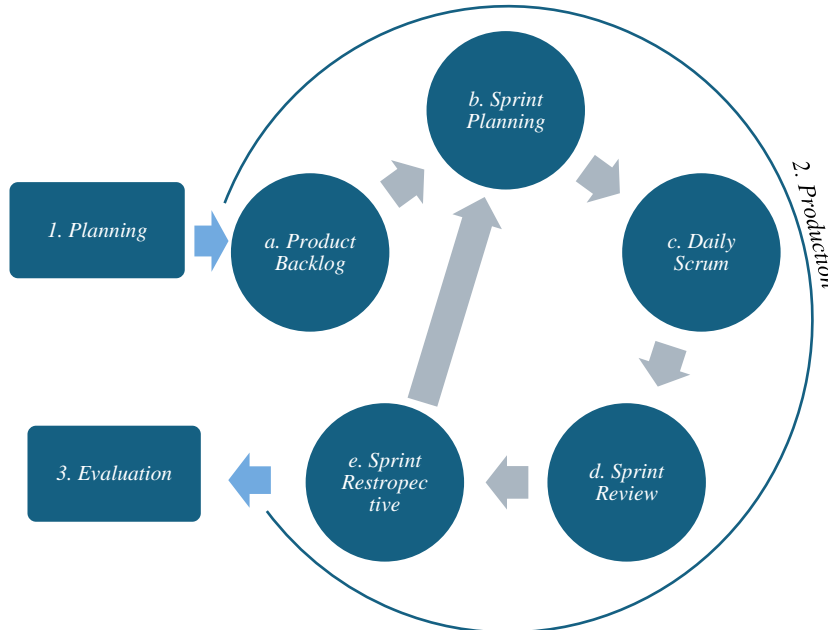 1. Planning
a. Product
Backlog
b. Sprint
Planning
c. Daily
Scrum
2. Production
d. Sprint
Review
e. Sprint
Restropec
tive
3. Evaluation